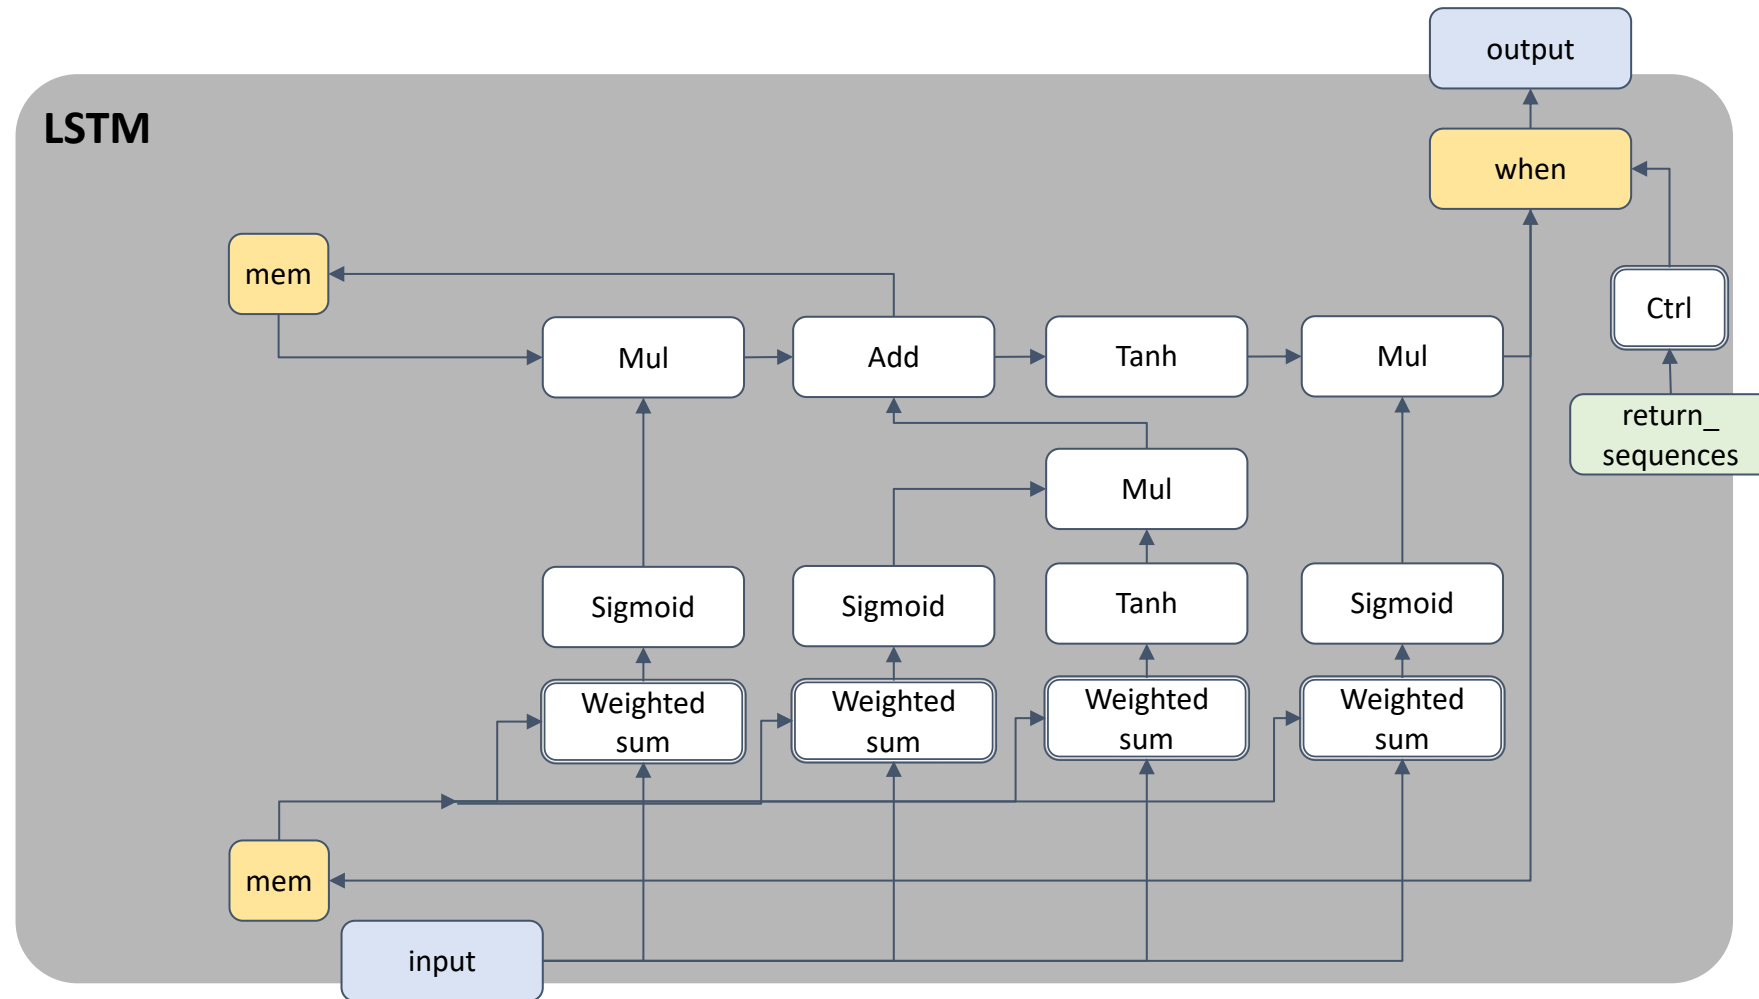 output
LSTM
when
mem
Ctrl
Mul
Add
Tanh
Mul
return_
sequences
Mul
Sigmoid
Sigmoid
Tanh
Sigmoid
Weighted
sum
Weighted
sum
Weighted
sum
Weighted
sum
mem
input